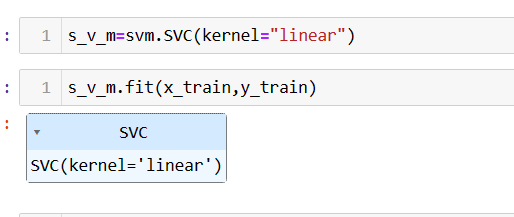 : 1 s_v_m=svm.SVC(kernel="linear")
: 1 s_v_m.fit(x_train,y_train)
: ▾ SVC
SVC(kernel='linear')